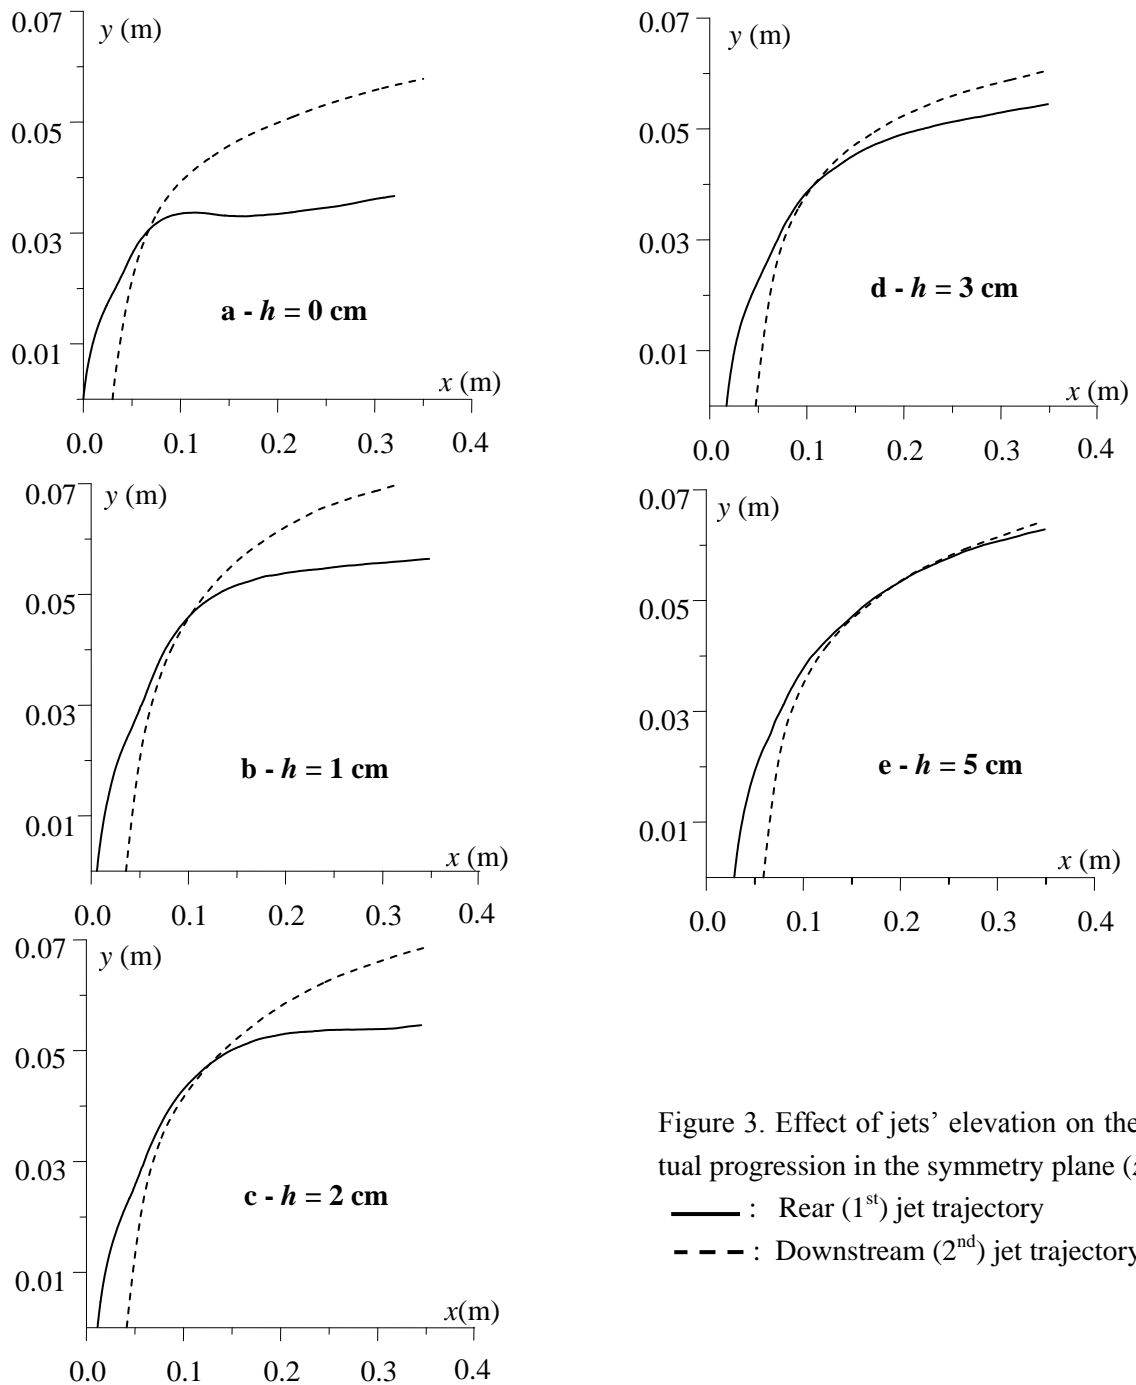 0.07
y (m)
0.05
0.03
a - h = 0 cm
0.01
x (m)
0.0 0.1 0.2 0.3 0.4
0.07
y (m)
0.05
0.03
b - h = 1 cm
0.01
x (m)
0.0 0.1 0.2 0.3 0.4
0.07
y (m)
0.05
0.03
c - h = 2 cm
0.01
x(m)
0.0 0.1 0.2 0.3 0.4
0.07
y (m)
0.05
0.03
d - h = 3 cm
0.01
x (m)
0.0 0.1 0.2 0.3 0.4
0.07
y (m)
0.05
0.03
e - h = 5 cm
0.01
x (m)
0.0 0.1 0.2 0.3 0.4
Figure 3. Effect of jets’ elevation on the
tual progression in the symmetry plane (
: Rear (1st) jet trajectory
: Downstream (2nd) jet trajectory